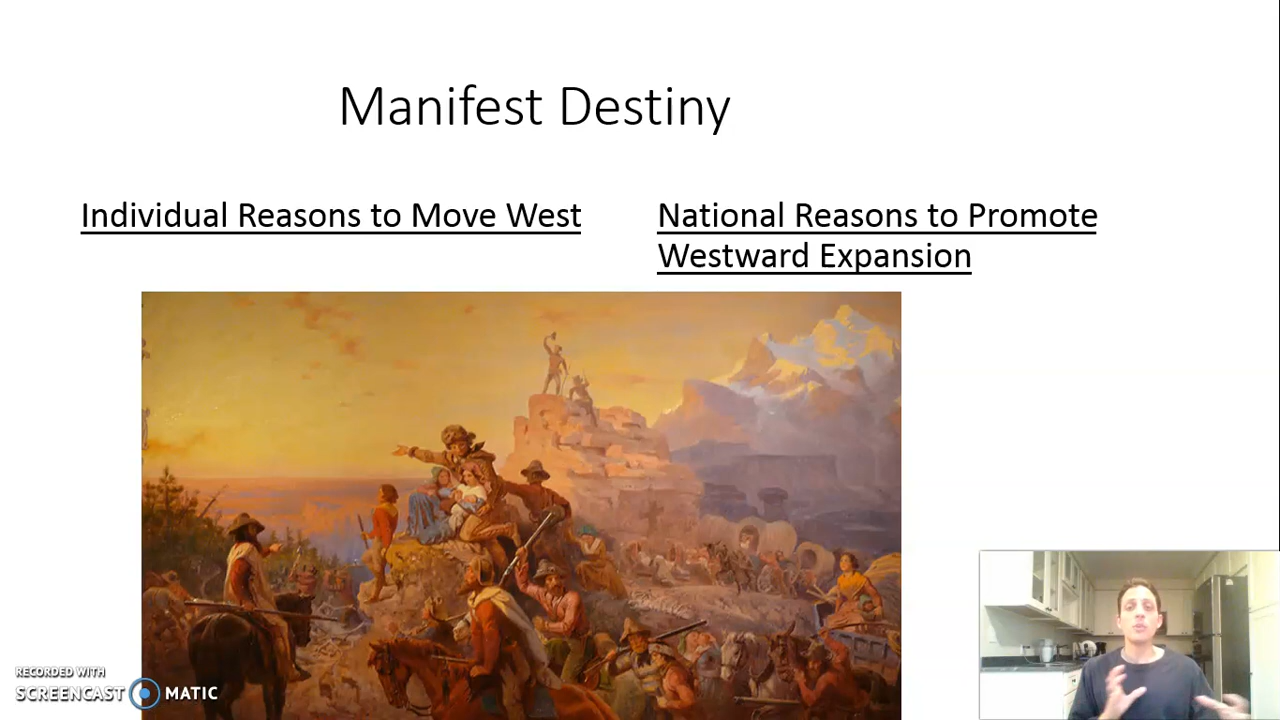 Manifest Destiny
Individual Reasons to Move West
National Reasons to Promote
Westward Expansion
RECORDED WITH
SCREENCAST MATIC